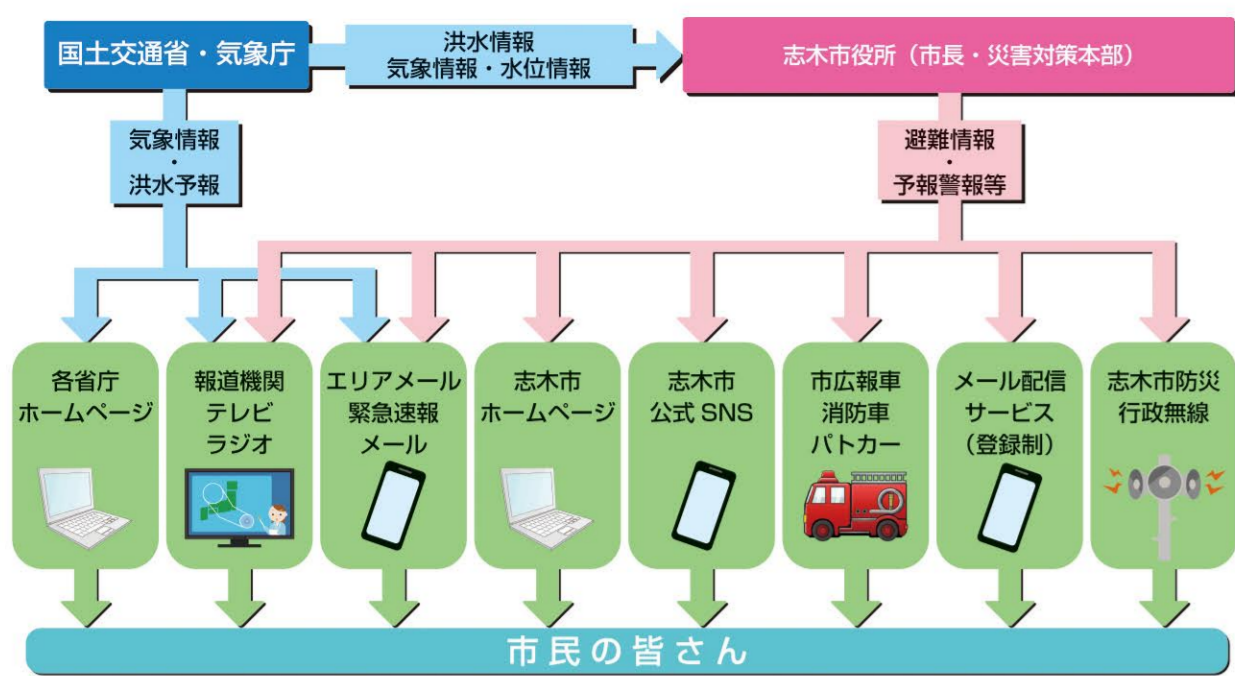 国土交通省・気象庁
洪水情報
気象情報・水位情報
志木市役所（市長・災害対策本部）
気象情報
・
洪水予報
避難情報
・
予報警報等
各省庁
ホームページ
報道機関
テレビ
ラジオ
エリアメール
緊急速報
メール
志木市
ホームページ
志木市
公式 SNS
市広報車
消防車
パトカー
メール配信
サービス
（登録制）
志木市防災
行政無線
市民の皆さん